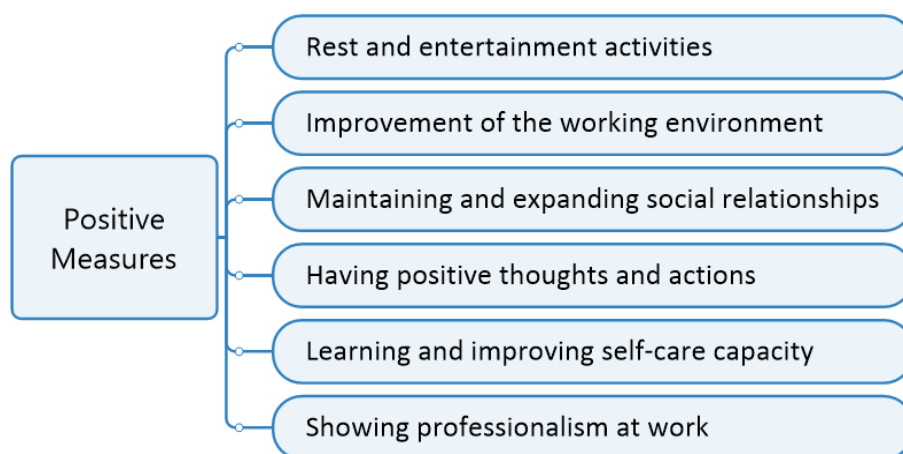 Positive
Measures
Rest and entertainment activities
Improvement of the working environment
Maintaining and expanding social relationships
Having positive thoughts and actions
Learning and improving self-care capacity
Showing professionalism at work